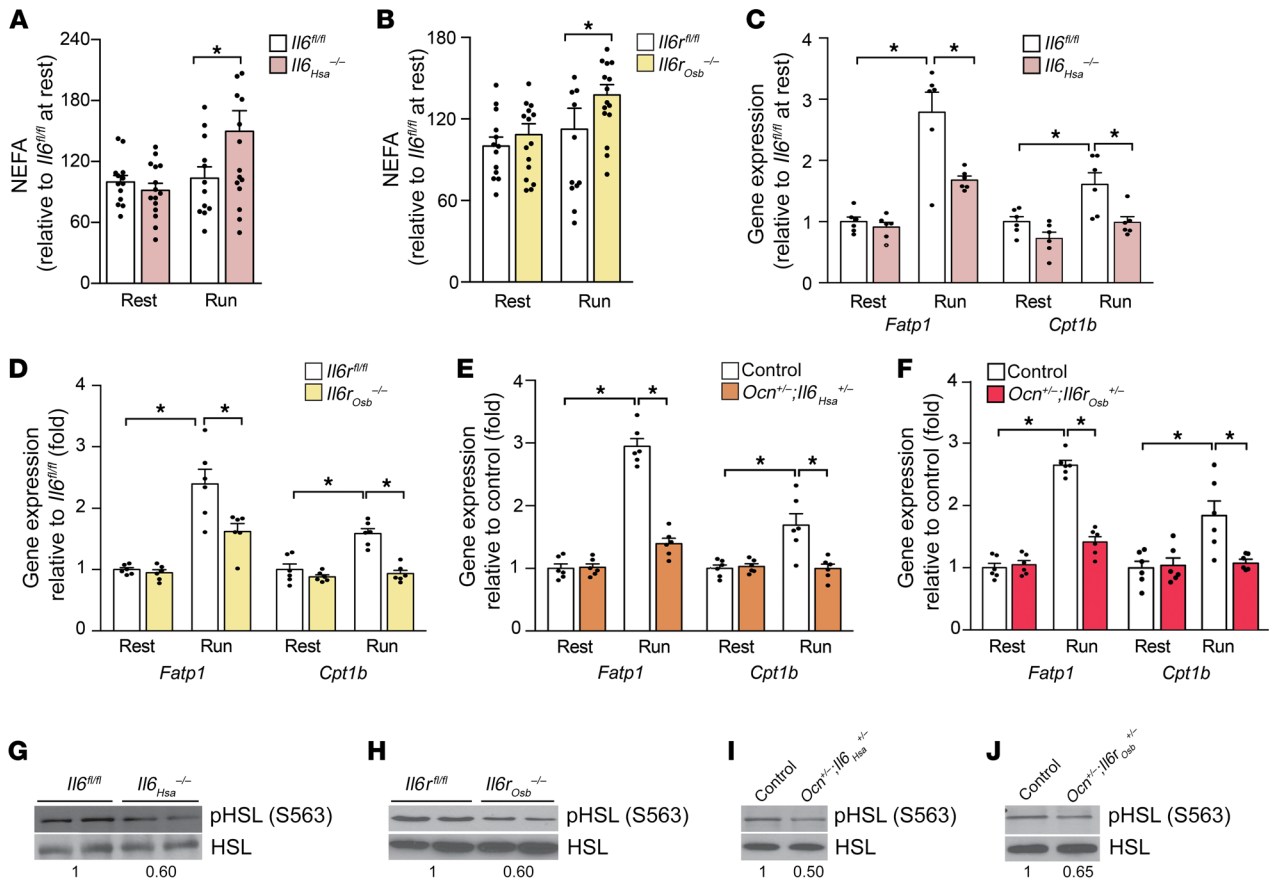 A
NEFA
(relative to Il6fl/fl at rest)
240
180
120
60
0
*
Il6fl/fl
Il6Hsa−/−
Rest
Run
B
NEFA
(relative to Il6fl/fl at rest)
180
120
60
0
*
Il6rfl/fl
Il6rOsb−/−
Rest
Run
C
Gene expression
(relative to Il6fl/fl at rest)
4
3
2
1
0
* *
* *
Il6fl/fl
Il6Hsa−/−
Rest Run Rest Run
Fatp1 Cpt1b
D
Gene expression
relative to Il6fl/fl (fold)
4
2
1
0
* *
* *
Il6rfl/fl
Il6rOsb−/−
Rest Run Rest Run
Fatp1 Cpt1b
E
Gene expression
relative to control (fold)
4
3
2
1
0
* *
* *
Control
Ocn+/−;Il6Hsa+/−
Rest Run Rest Run
Fatp1 Cpt1b
F
Gene expression
relative to control (fold)
4
2
1
0
* *
* *
Control
Ocn+/−;Il6rOsb+/−
Rest Run Rest Run
Fatp1 Cpt1b
G
Il6fl/fl Il6Hsa−/−
pHSL (S563)
HSL
1 0.60
H
Il6rfl/fl Il6rOsb−/−
pHSL (S563)
HSL
1 0.60
I
Control Ocn+/−;Il6Hsa+/−
pHSL (S563)
HSL
1 0.50
J
Control Ocn+/−;Il6rOsb+/−
pHSL (S563)
HSL
1 0.65